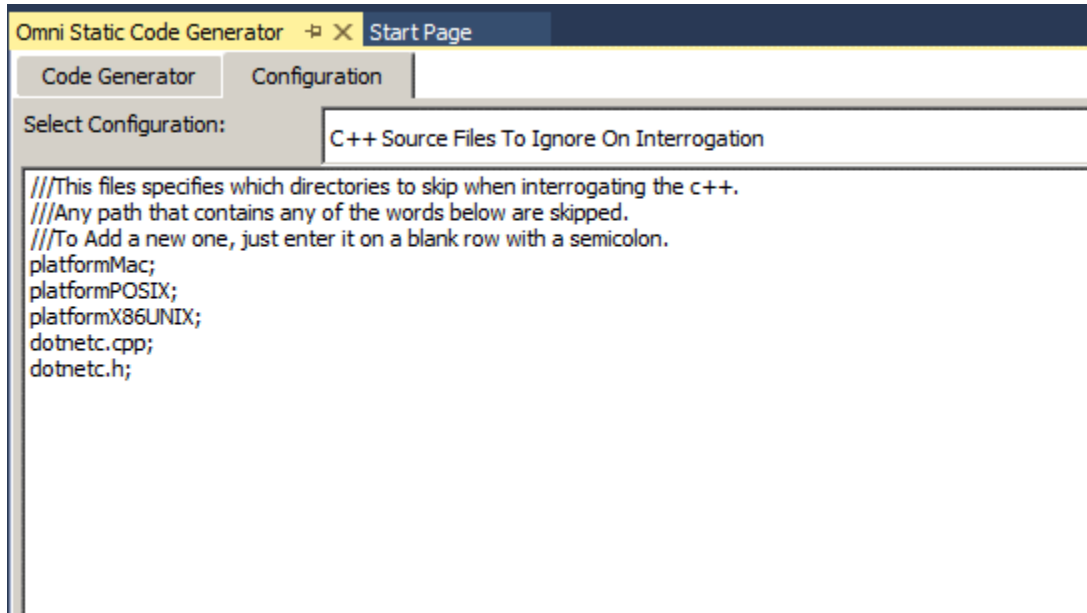 Omni Static Code Generator Start Page
Code Generator Configuration
Select Configuration: C++ Source Files To Ignore On Interrogation
///This files specifies which directories to skip when interrogating the c++.
///Any path that contains any of the words below are skipped.
///To Add a new one, just enter it on a blank row with a semicolon.
platformMac;
platformPOSIX;
platformX86UNIX;
dotnetc.cpp;
dotnetc.h;